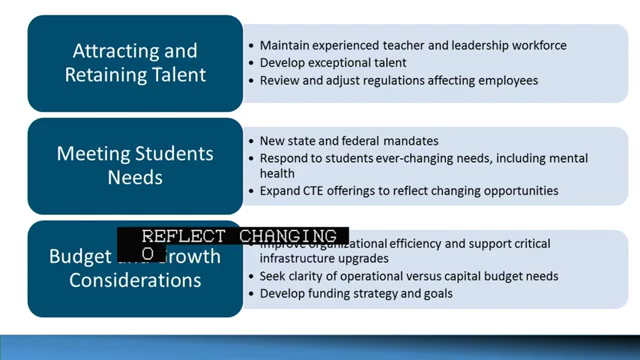 Attracting and
Retaining Talent
• Maintain experienced teacher and leadership workforce
• Develop exceptional talent
• Review and adjust regulations affecting employees
Meeting Students
Needs
• New state and federal mandates
• Respond to students ever-changing needs, including mental
health
• Expand CTE offerings to reflect changing opportunities
REFLECT CHANGING
O
Budget and Growth
Considerations
• Improve organizational efficiency and support critical
infrastructure upgrades
• Seek clarity of operational versus capital budget needs
• Develop funding strategy and goals